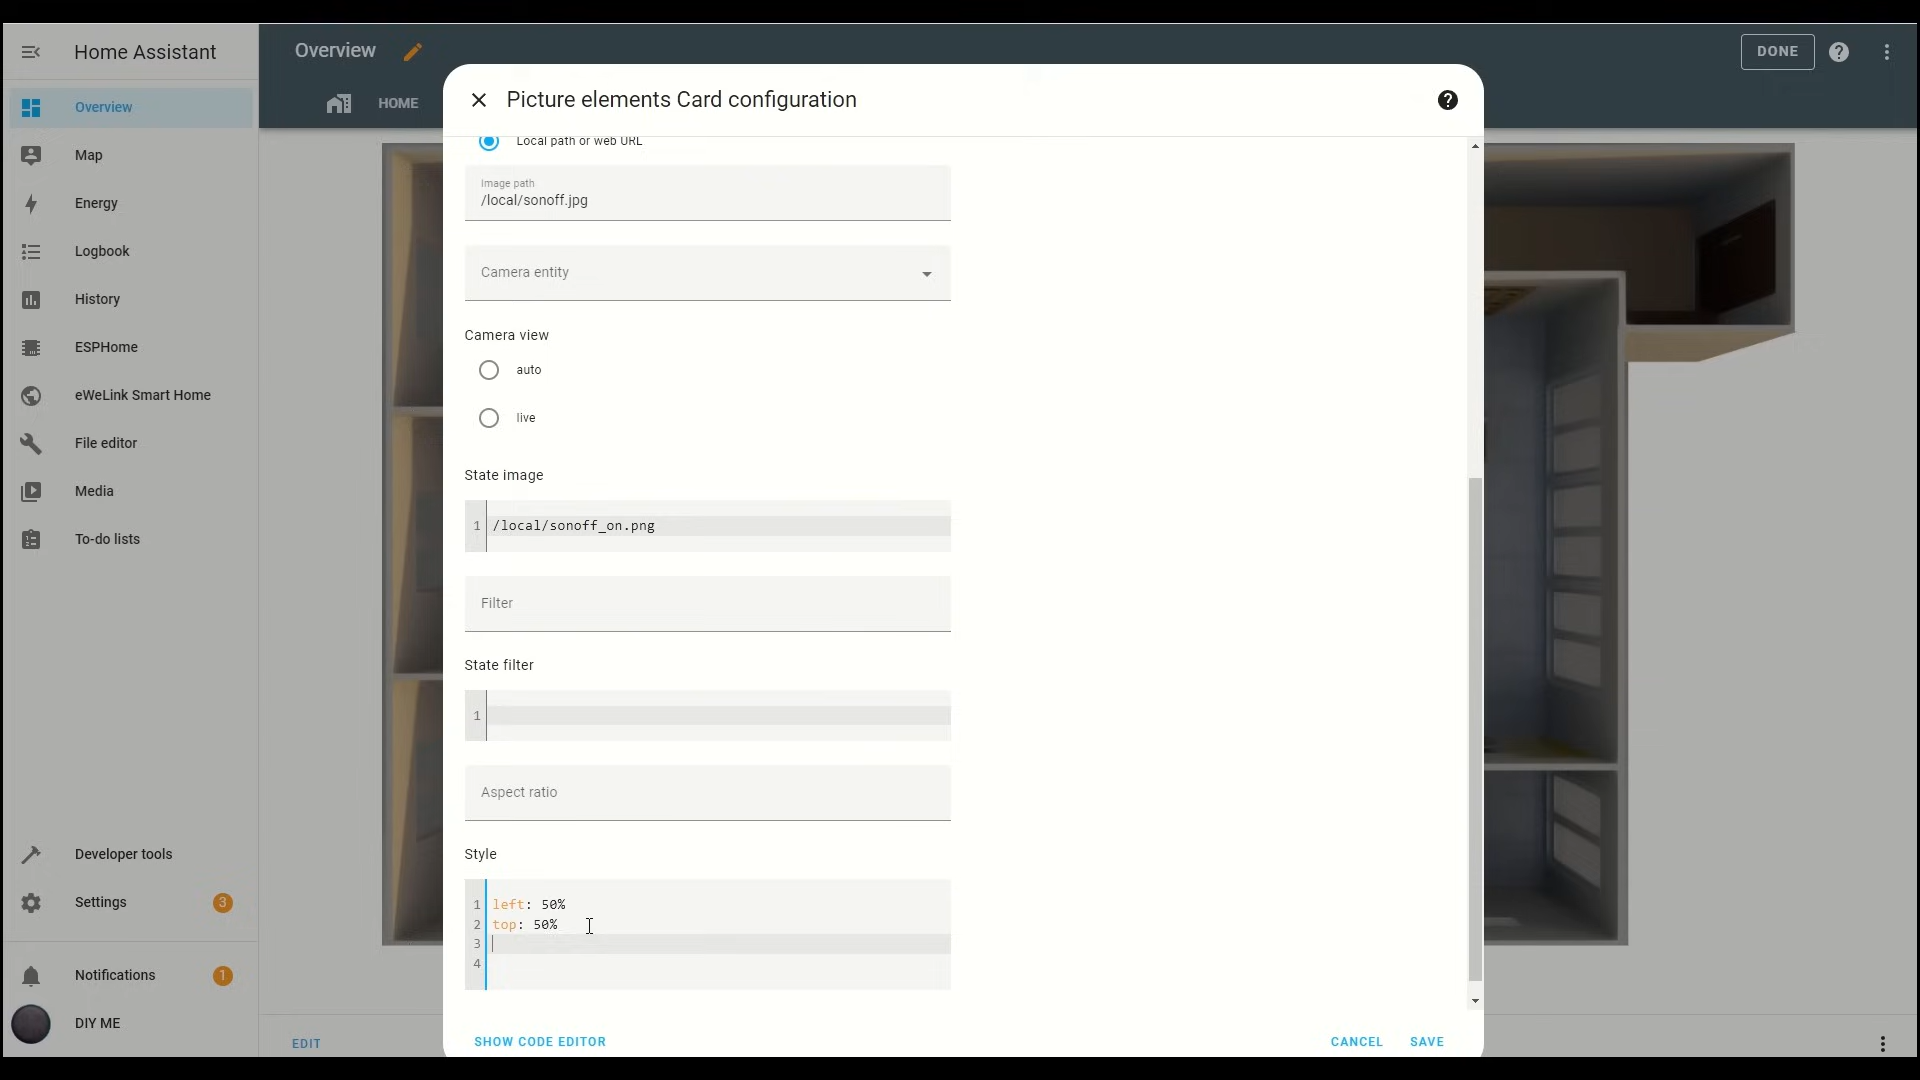 Home Assistant
Overview
DONE
HOME
Picture elements Card configuration
Overview
Map
Energy
Logbook
History
ESPHome
eWeLink Smart Home
File editor
Media
To-do lists
Developer tools
Settings
3
Notifications
1
DIY ME
Local path or web URL
Image path
/local/sonoff.jpg
Camera entity
Camera view
auto
live
State image
1 /local/sonoff_on.png
Filter
State filter
1
Aspect ratio
Style
1 left: 50%
2 top: 50%
3
4
EDIT
SHOW CODE EDITOR
CANCEL
SAVE